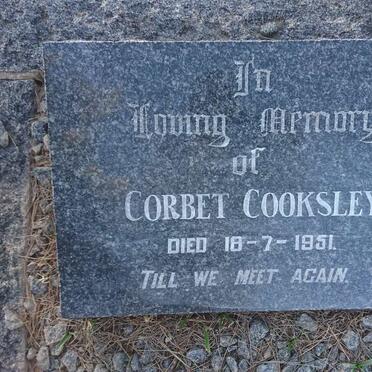 In
Loving Memory
of
CORBET COOKSLEY
DIED 18-7-1951.
TILL WE MEET AGAIN.